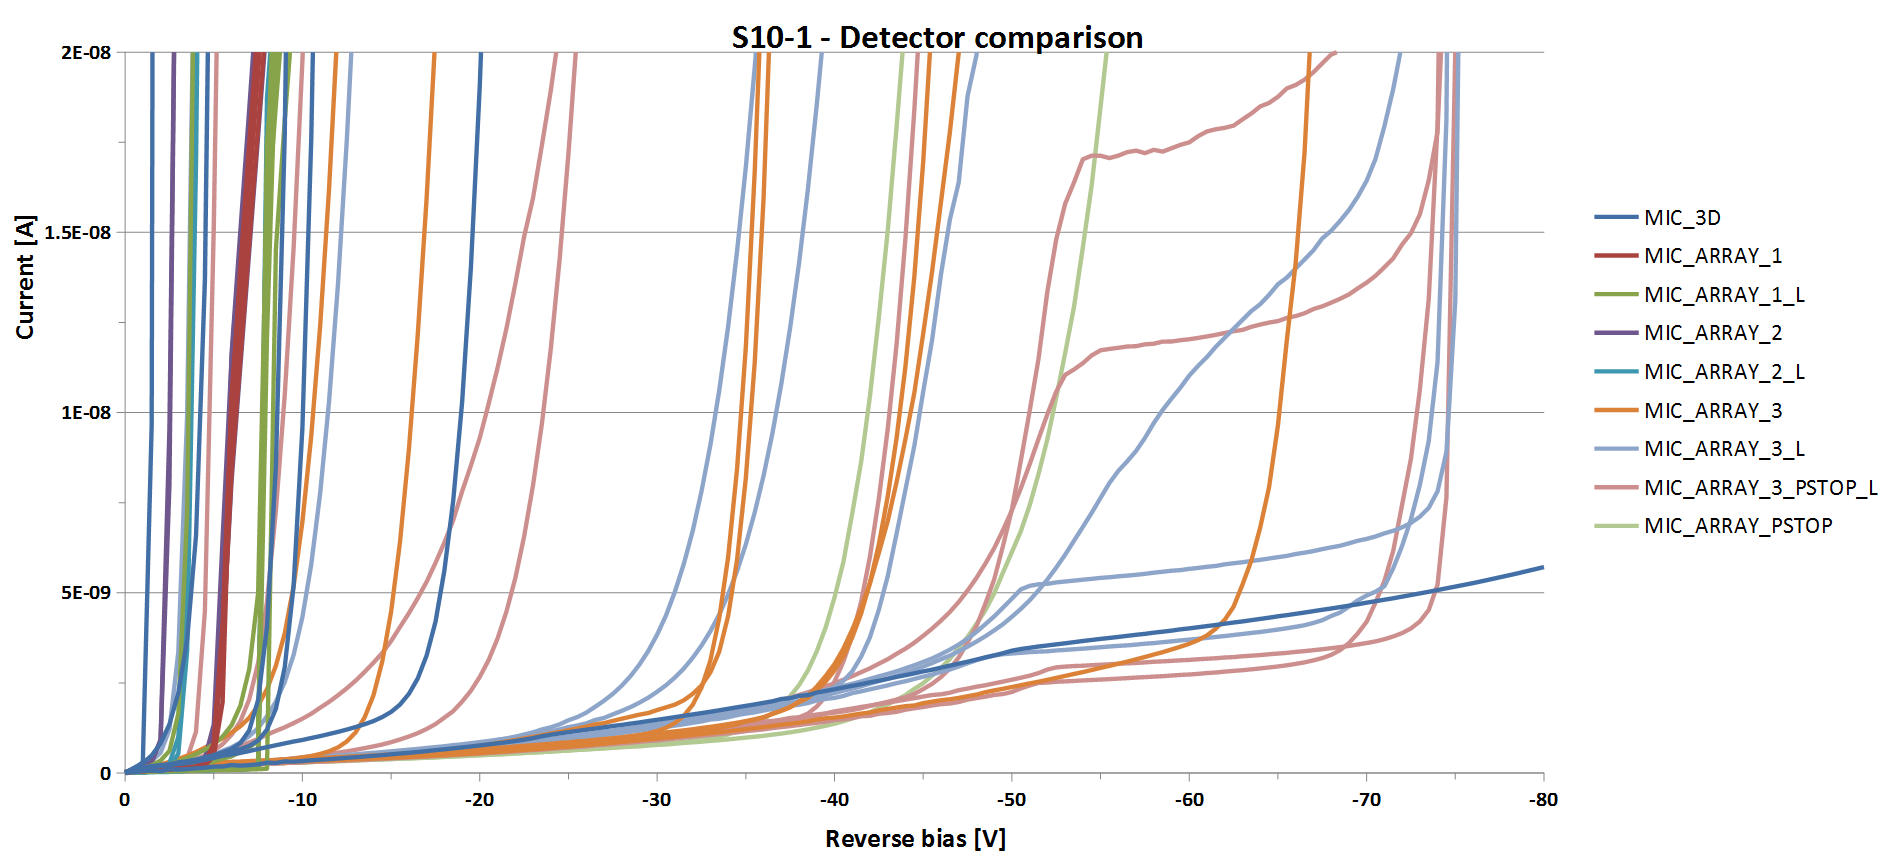 S10-1 - Detector comparison
2E-08
1.5E-08
1E-08
5E-09
0
Current [A]
0 -10 -20 -30 -40 -50 -60 -70 -80
Reverse bias [V]
MIC_3D
MIC_ARRAY_1
MIC_ARRAY_1_L
MIC_ARRAY_2
MIC_ARRAY_2_L
MIC_ARRAY_3
MIC_ARRAY_3_L
MIC_ARRAY_3_PSTOP_L
MIC_ARRAY_PSTOP